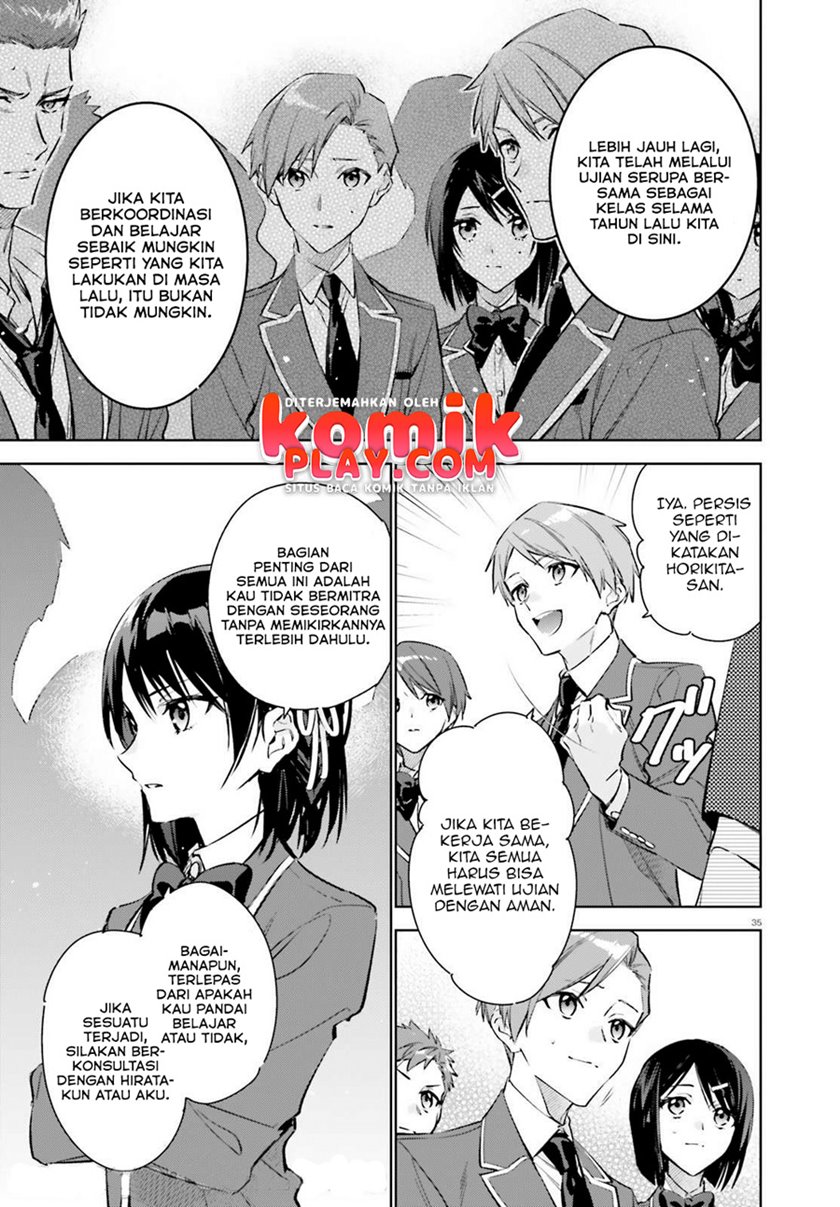 LEBIH JAUH LAGI,
KITA TELAH MELALUI
UJIAN SERUPA BER-
SAMA SEBAGAI
KELAS SELAMA
TAHUN LALU KITA
DI SINI.
JIKA KITA
BERKOORDINASI
DAN BELAJAR
SEBAIK MUNGKIN
SEPERTI YANG KITA
LAKUKAN DI MASA
LALU, ITU BUKAN
TIDAK MUNGKIN.
DITERJEMAHKAN OLEH
komik
PLAY.COM
SITUS BACA KOMIK TANPA IKLAN
IYA. PERSIS
SEPERTI
YANG DI-
KATAKAN
HORIKITA-
SAN.
グッ
JIKA KITA BE-
KERJA SAMA,
KITA SEMUA
HARUS BISA
MELEWATI UJIAN
DENGAN AMAN.
35
BAGIAN
PENTING DARI
SEMUA INI ADALAH
KAU TIDAK BERMITRA
DENGAN SESEORANG
TANPA MEMIKIRKANNYA
TERLEBIH DAHULU.
BAGAI-
MANAPUN,
TERLEPAS
DARI APAKAH
KAU PANDAI
BELAJAR
ATAU TIDAK,
JIKA
SESUATU
TERJADI,
SILAKAN BER-
KONSULTASI
DENGAN HIRATA-
KUN ATAU AKU.